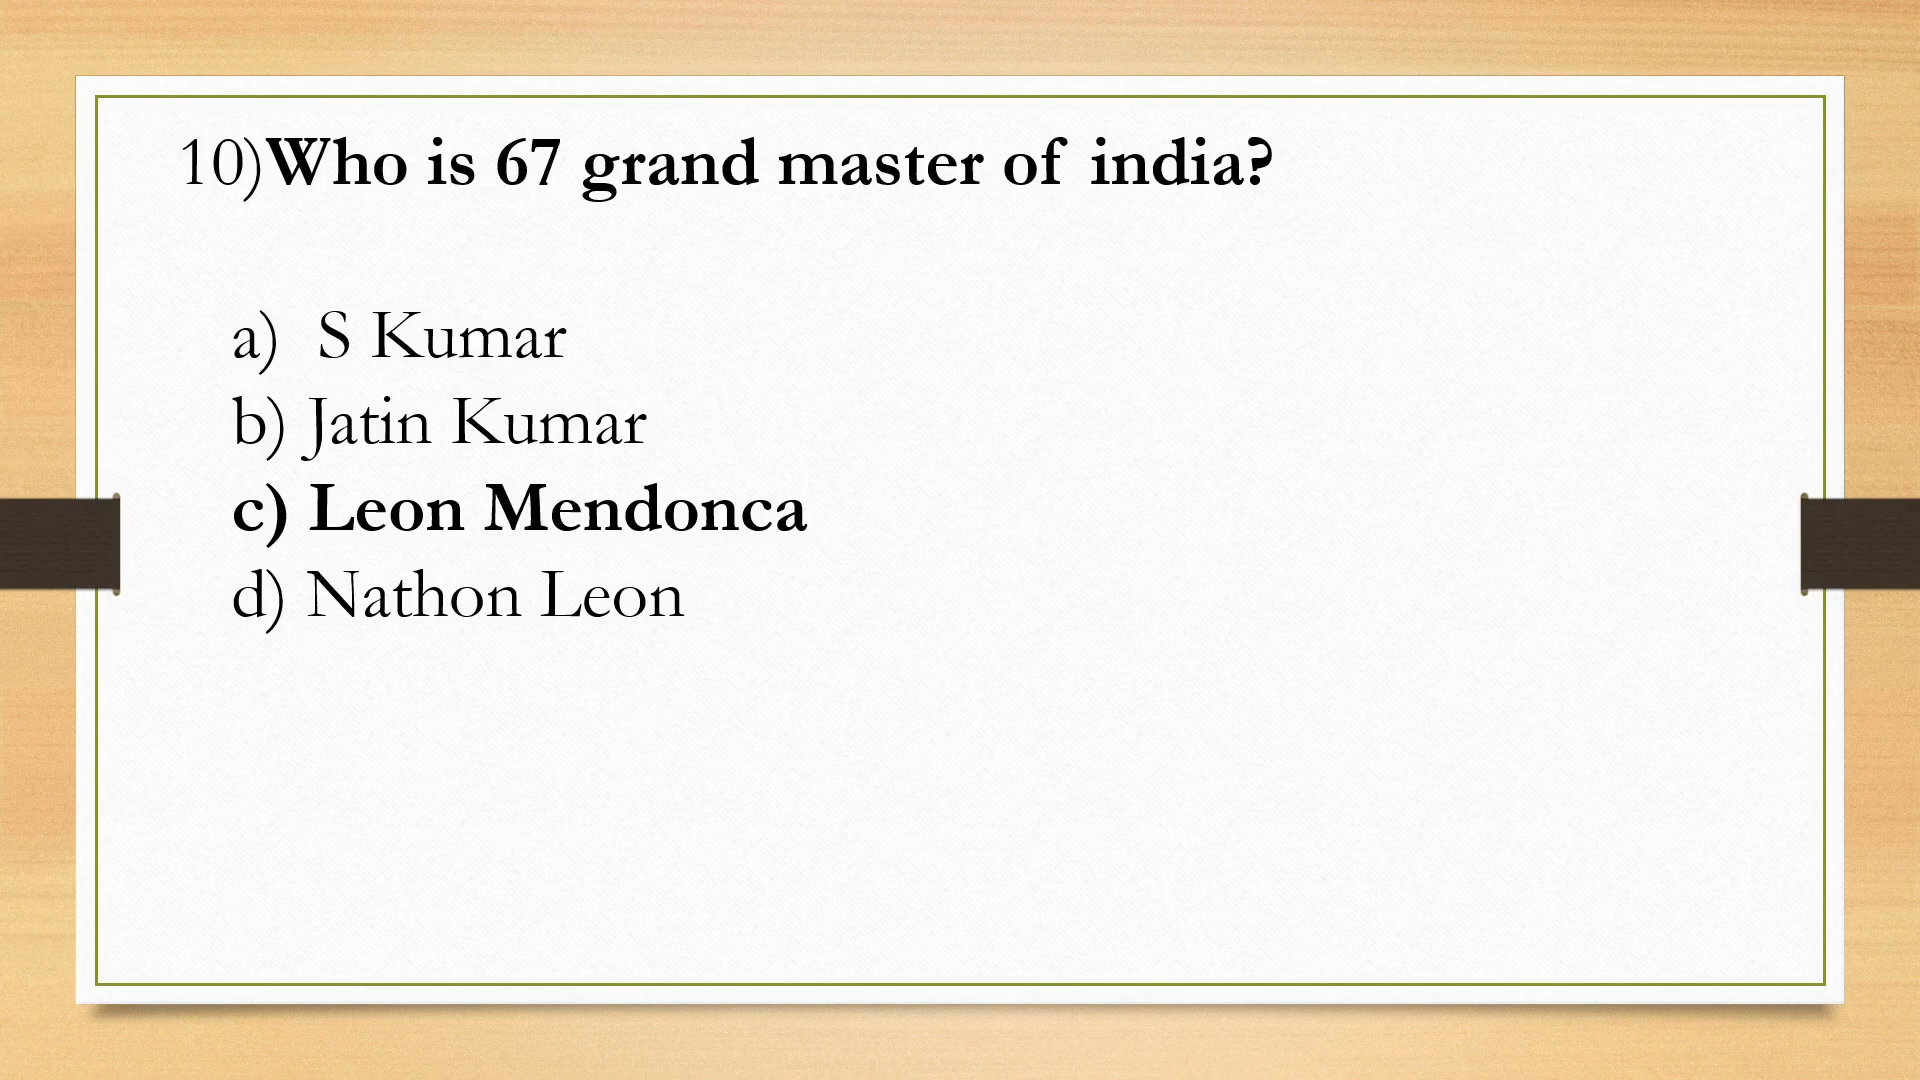 10)Who is 67 grand master of india?
a) S Kumar
b) Jatin Kumar
c) Leon Mendonca
d) Nathon Leon